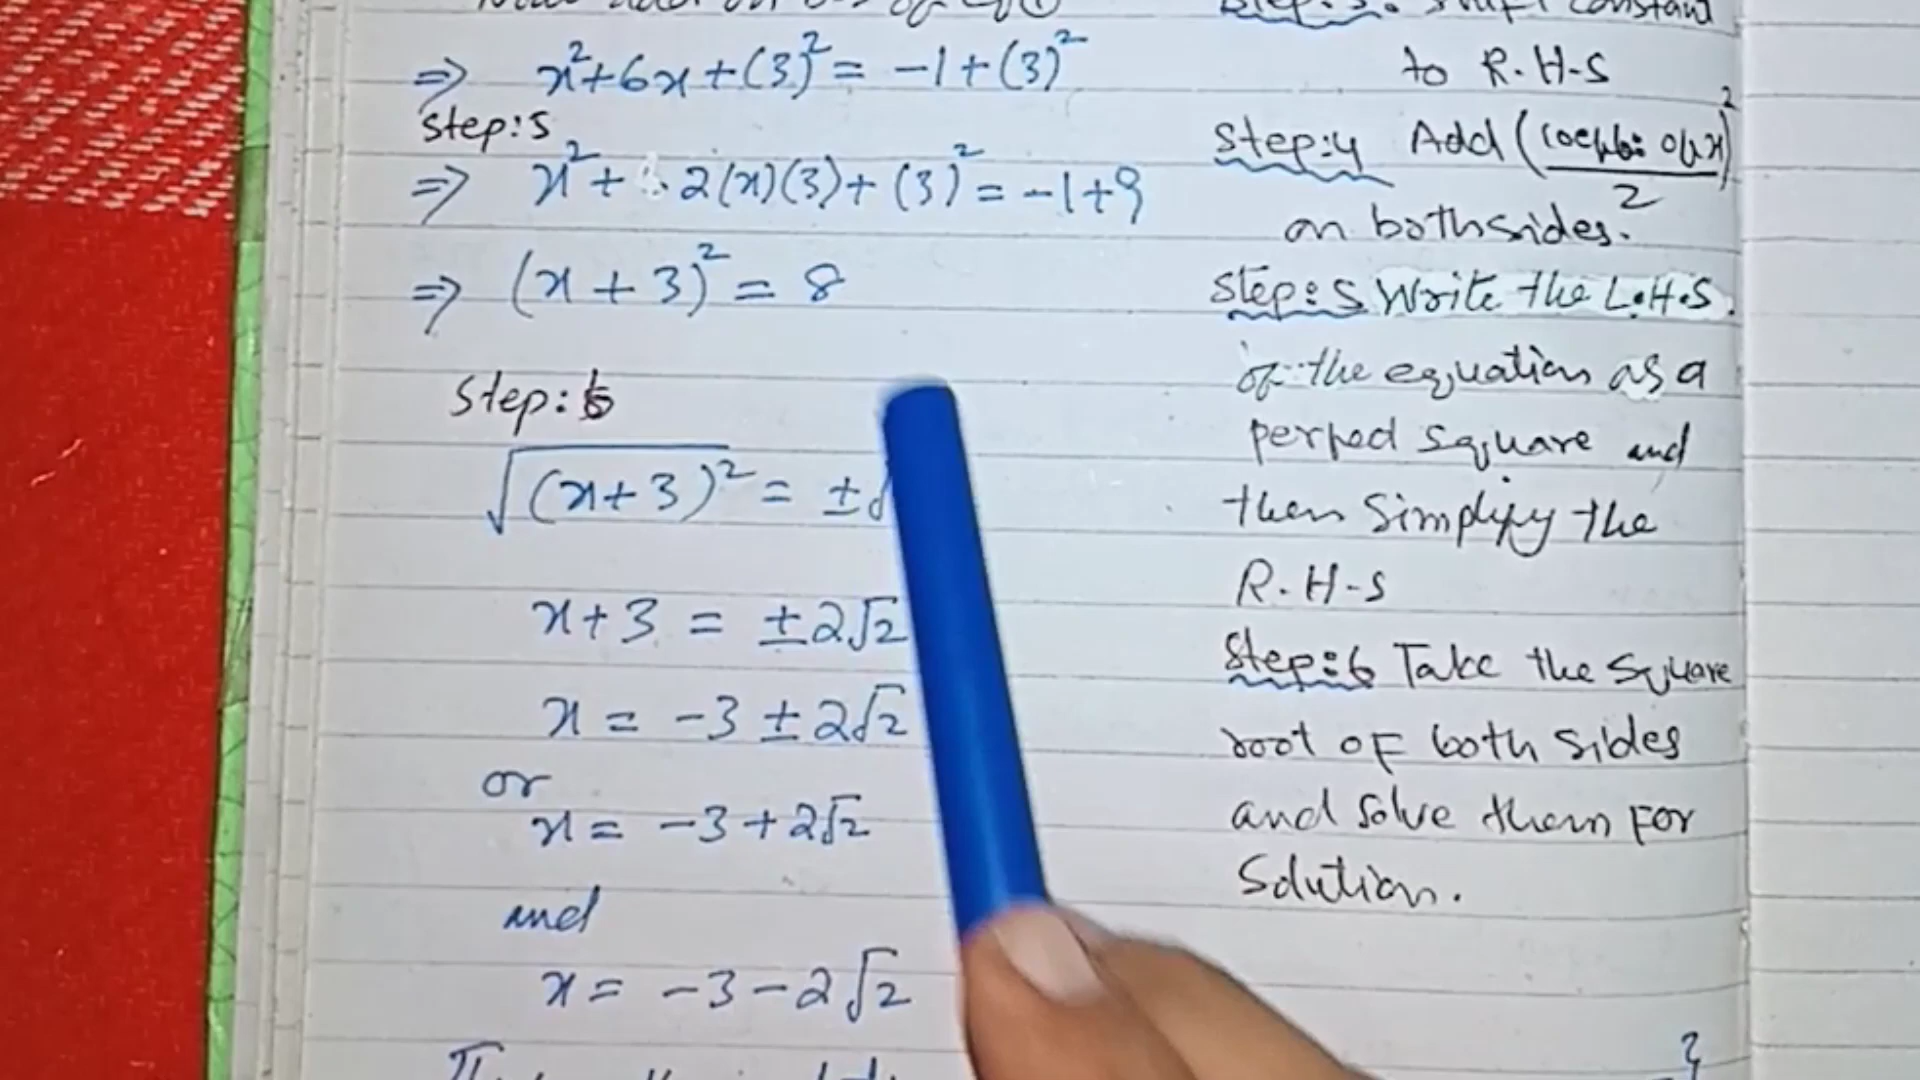 ⇒ x²+6x+(3)² = -1+(3)²
Step:5
⇒ x²+ 2(x)(3)+(3)² = -1+9
⇒ (x+3)² = 8
Step:6
√(x+3)² = ±√
x+3 = ±2√2
x = -3 ± 2√2
or
x = -3+2√2
and
x = -3-2√2
constant
to R.H-S
Step:4 Add (coeff: of x / 2)²
on both sides.
Step:5 Write the L.H.S.
of the equation as a
perfect square and
then Simplify the
R.H-S
Step:6 Take the square
root of both sides
and solve them for
Solution.